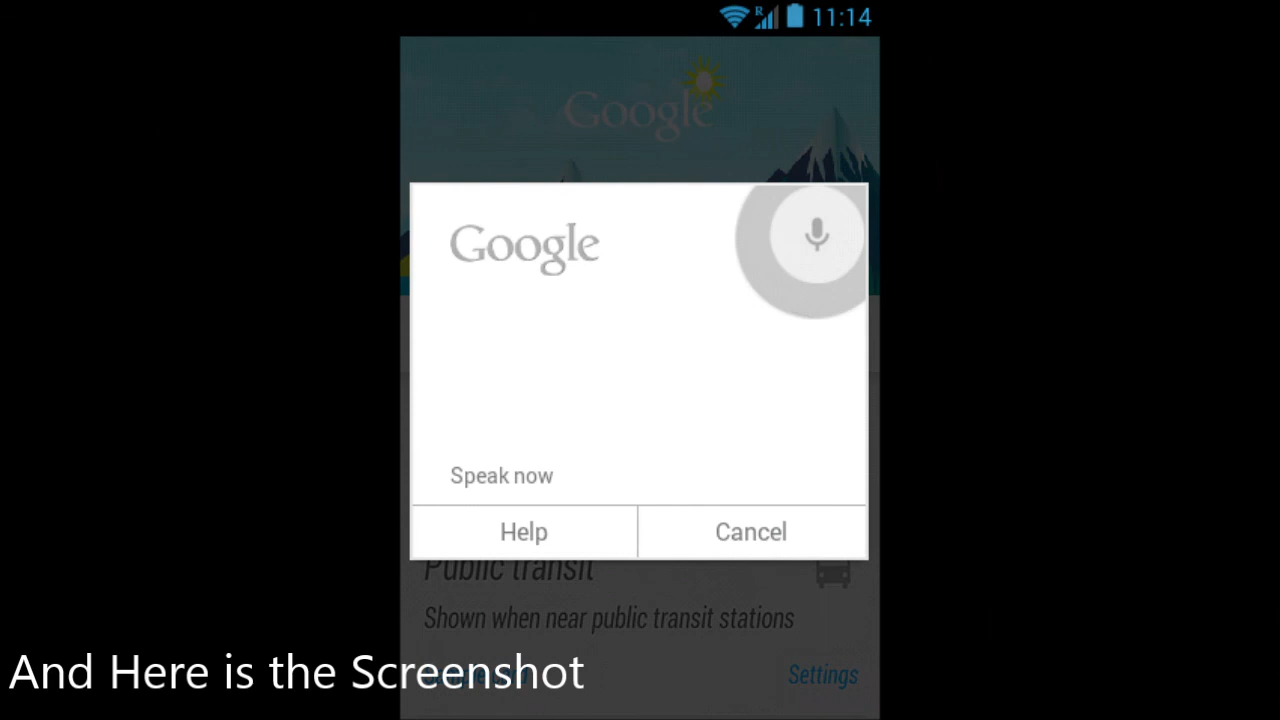 R 11:14
Google
Google
Speak now
Help Cancel
Public transit
Shown when near public transit stations
And Here is the Screenshot
Settings